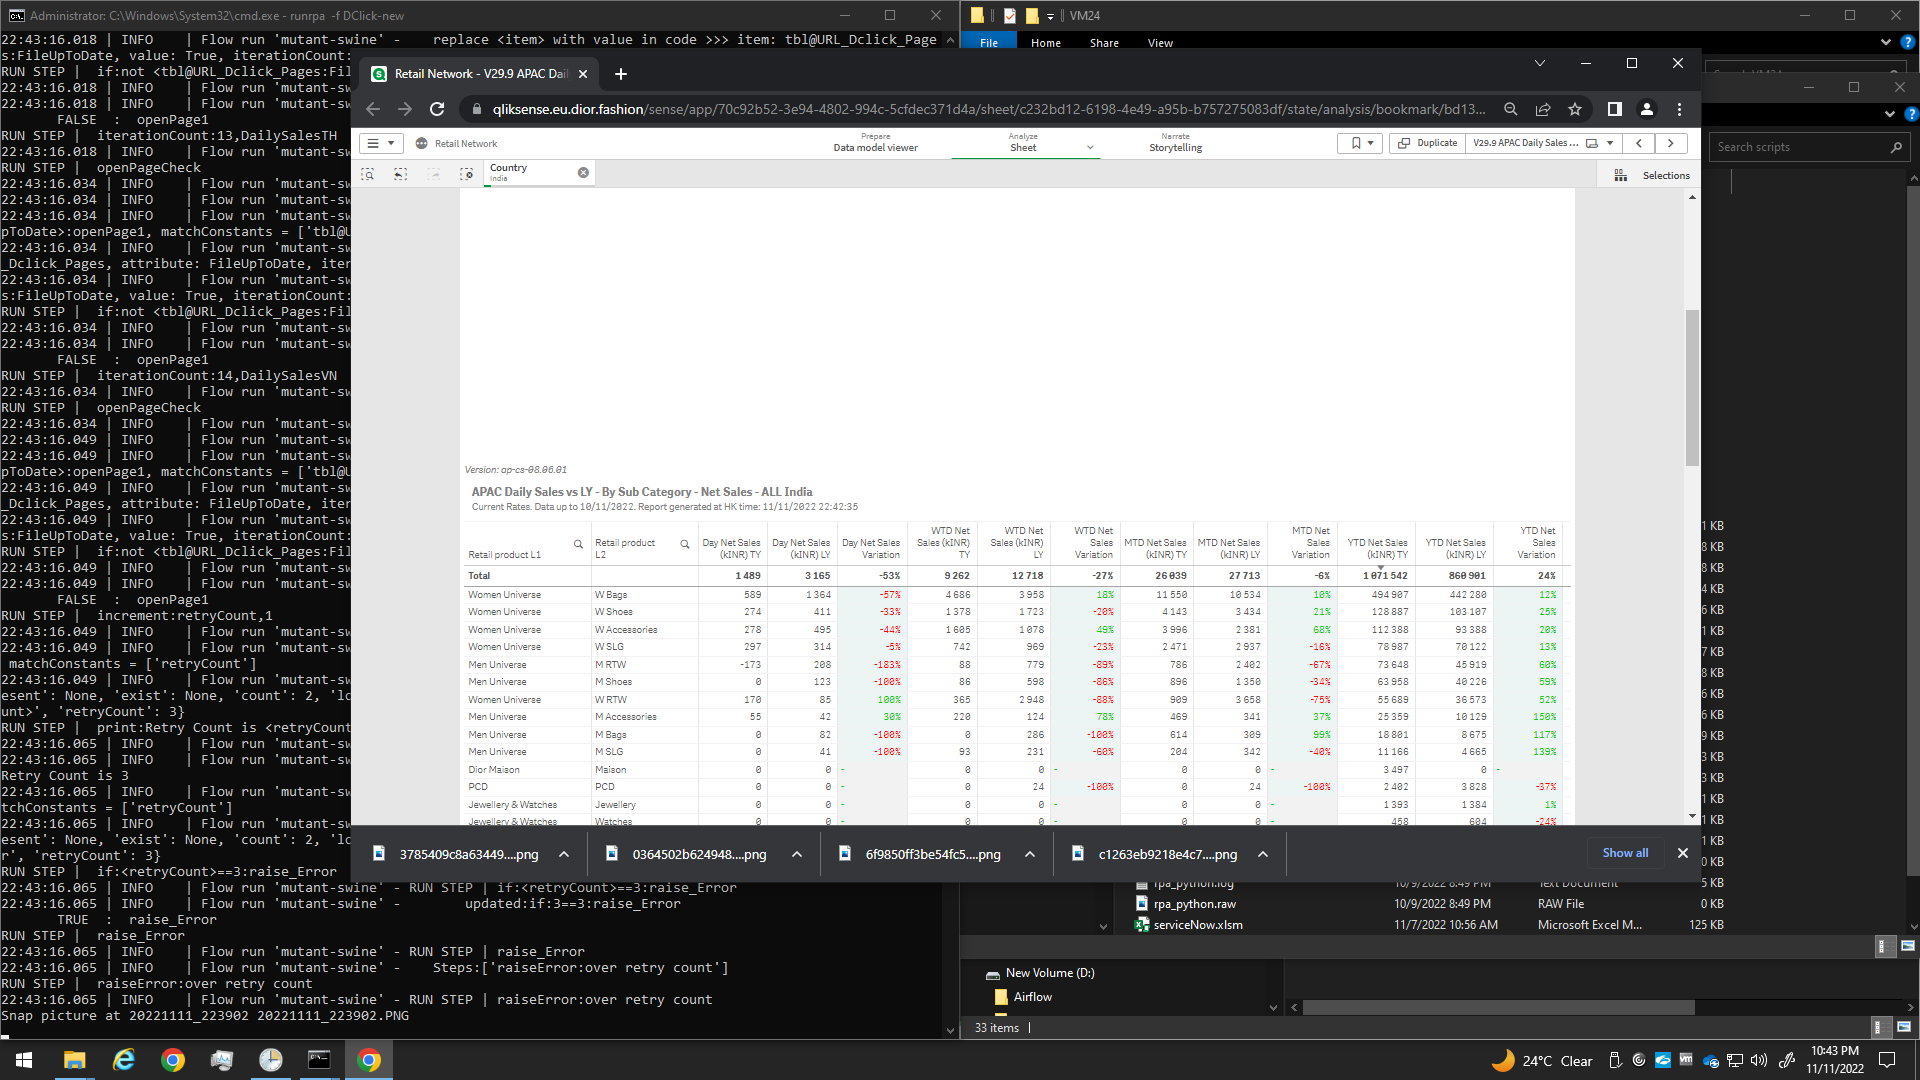 Administrator: C:\Windows\System32\cmd.exe - runrpa  -f DClick-new
22:43:16.018 | INFO    | Flow run 'mutant-swine' -    replace <item> with value in code >>> item: tbl@URL_Dclick_Page
s:FileUpToDate, value: True, iterationCount:
RUN STEP |  if:not <tbl@URL_Dclick_Pages:Fil
22:43:16.018 | INFO    | Flow run 'mutant-sw
22:43:16.018 | INFO    | Flow run 'mutant-sw
FALSE  :  openPage1
RUN STEP |  iterationCount:13,DailySalesTH
22:43:16.018 | INFO    | Flow run 'mutant-sw
RUN STEP |  openPageCheck
22:43:16.034 | INFO    | Flow run 'mutant-sw
22:43:16.034 | INFO    | Flow run 'mutant-sw
22:43:16.034 | INFO    | Flow run 'mutant-sw
pToDate>:openPage1, matchConstants = ['tbl@U
22:43:16.034 | INFO    | Flow run 'mutant-sw
_Dclick_Pages, attribute: FileUpToDate, iter
22:43:16.034 | INFO    | Flow run 'mutant-sw
s:FileUpToDate, value: True, iterationCount:
RUN STEP |  if:not <tbl@URL_Dclick_Pages:Fil
22:43:16.034 | INFO    | Flow run 'mutant-sw
22:43:16.034 | INFO    | Flow run 'mutant-sw
FALSE  :  openPage1
RUN STEP |  iterationCount:14,DailySalesVN
22:43:16.034 | INFO    | Flow run 'mutant-sw
RUN STEP |  openPageCheck
22:43:16.034 | INFO    | Flow run 'mutant-sw
22:43:16.049 | INFO    | Flow run 'mutant-sw
22:43:16.049 | INFO    | Flow run 'mutant-sw
pToDate>:openPage1, matchConstants = ['tbl@U
22:43:16.049 | INFO    | Flow run 'mutant-sw
_Dclick_Pages, attribute: FileUpToDate, iter
22:43:16.049 | INFO    | Flow run 'mutant-sw
s:FileUpToDate, value: True, iterationCount:
RUN STEP |  if:not <tbl@URL_Dclick_Pages:Fil
22:43:16.049 | INFO    | Flow run 'mutant-sw
22:43:16.049 | INFO    | Flow run 'mutant-sw
FALSE  :  openPage1
RUN STEP |  increment:retryCount,1
22:43:16.049 | INFO    | Flow run 'mutant-sw
22:43:16.049 | INFO    | Flow run 'mutant-sw
matchConstants = ['retryCount']
22:43:16.049 | INFO    | Flow run 'mutant-sw
esent': None, 'exist': None, 'count': 2, 'lo
unt>', 'retryCount': 3}
RUN STEP |  print:Retry Count is <retryCount
22:43:16.065 | INFO    | Flow run 'mutant-sw
22:43:16.065 | INFO    | Flow run 'mutant-sw
Retry Count is 3
22:43:16.065 | INFO    | Flow run 'mutant-sw
tchConstants = ['retryCount']
22:43:16.065 | INFO    | Flow run 'mutant-sw
esent': None, 'exist': None, 'count': 2, 'lo
r', 'retryCount': 3}
RUN STEP |  if:<retryCount>==3:raise_Error
22:43:16.065 | INFO    | Flow run 'mutant-swine' - RUN STEP | if:<retryCount>==3:raise_Error
22:43:16.065 | INFO    | Flow run 'mutant-swine' -        updated:if:3==3:raise_Error
TRUE  :  raise_Error
RUN STEP |  raise_Error
22:43:16.065 | INFO    | Flow run 'mutant-swine' - RUN STEP | raise_Error
22:43:16.065 | INFO    | Flow run 'mutant-swine' -    Steps:['raiseError:over retry count']
RUN STEP |  raiseError:over retry count
22:43:16.065 | INFO    | Flow run 'mutant-swine' - RUN STEP | raiseError:over retry count
Snap picture at 20221111_223902 20221111_223902.PNG
VM24
File Home Share View
Retail Network - V29.9 APAC Dail
qliksense.eu.dior.fashion/sense/app/70c92b52-3e94-4802-994c-5cfdec371d4a/sheet/c232bd12-6198-4e49-a95b-b757275083df/state/analysis/bookmark/bd13...
Retail Network
Prepare
Data model viewer
Analyze
Sheet
Narrate
Storytelling
Duplicate
V29.9 APAC Daily Sales ...
Country
India
Selections
Version: ap-cs-08.06.01
APAC Daily Sales vs LY - By Sub Category - Net Sales - ALL India
Current Rates. Data up to 10/11/2022. Report generated at HK time: 11/11/2022 22:42:35
Retail product L1 | Retail product L2 | Day Net Sales (kINR) TY | Day Net Sales (kINR) LY | Day Net Sales Variation | WTD Net Sales (kINR) TY | WTD Net Sales (kINR) LY | WTD Net Sales Variation | MTD Net Sales (kINR) TY | MTD Net Sales (kINR) LY | MTD Net Sales Variation | YTD Net Sales (kINR) TY | YTD Net Sales (kINR) LY | YTD Net Sales Variation
Total 1 489 3 165 -53% 9 262 12 718 -27% 26 039 27 713 -6% 1 071 542 860 901 24%
Women Universe W Bags 589 1 364 -57% 4 686 3 958 18% 11 550 10 534 10% 494 907 442 280 12%
Women Universe W Shoes 274 411 -33% 1 378 1 723 -20% 4 143 3 434 21% 128 887 103 107 25%
Women Universe W Accessories 278 495 -44% 1 605 1 078 49% 3 996 2 381 68% 112 388 93 388 20%
Women Universe W SLG 297 314 -5% 742 969 -23% 2 471 2 937 -16% 78 987 70 122 13%
Men Universe M RTW -173 208 -183% 88 779 -89% 786 2 402 -67% 73 648 45 919 60%
Men Universe M Shoes 0 123 -100% 86 598 -86% 896 1 350 -34% 63 958 40 226 59%
Women Universe W RTW 170 85 100% 365 2 948 -88% 909 3 658 -75% 55 689 36 573 52%
Men Universe M Accessories 55 42 30% 220 124 78% 469 341 37% 25 359 10 129 150%
Men Universe M Bags 0 82 -100% 0 286 -100% 614 309 99% 18 801 8 675 117%
Men Universe M SLG 0 41 -100% 93 231 -60% 204 342 -40% 11 166 4 665 139%
Dior Maison Maison 0 0 - 0 0 - 0 0 - 3 497 0 -
PCD PCD 0 0 - 0 24 -100% 0 24 -100% 2 402 3 828 -37%
Jewellery & Watches Jewellery 0 0 - 0 0 - 0 0 - 1 393 1 384 1%
Jewellery & Watches Watches 0 0 - 0 0 - 0 0 - 458 604 -24%
3785409c8a63449....png
0364502b624948....png
6f9850ff3be54fc5....png
c1263eb9218e4c7....png
Show all
Search scripts
1 KB
8 KB
3 KB
4 KB
6 KB
1 KB
7 KB
8 KB
6 KB
5 KB
9 KB
3 KB
3 KB
1 KB
1 KB
1 KB
0 KB
rpa_python.log 10/9/2022 8:49 PM Text Document 5 KB
rpa_python.raw 10/9/2022 8:49 PM RAW File 0 KB
serviceNow.xlsm 11/7/2022 10:56 AM Microsoft Excel M... 125 KB
New Volume (D:)
Airflow
33 items
24°C Clear
10:43 PM
11/11/2022